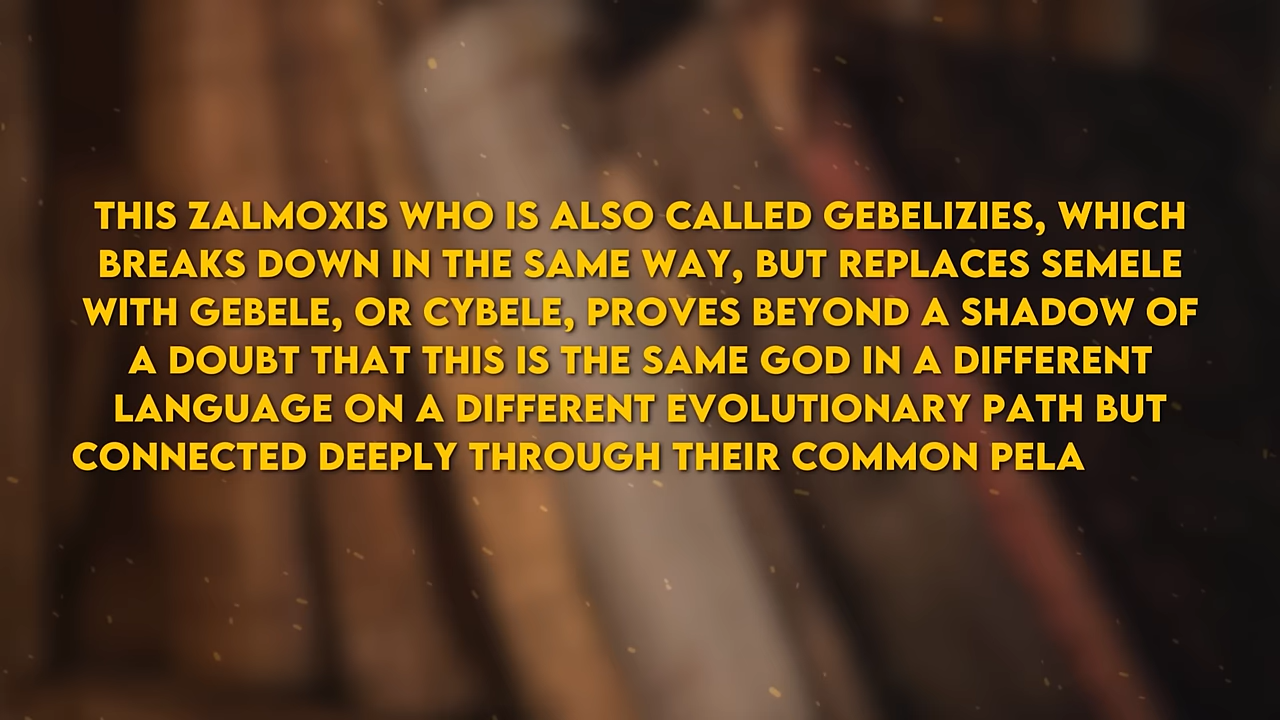 THIS ZALMOXIS WHO IS ALSO CALLED GEBELIZIES, WHICH
BREAKS DOWN IN THE SAME WAY, BUT REPLACES SEMELE
WITH GEBELE, OR CYBELE, PROVES BEYOND A SHADOW OF
A DOUBT THAT THIS IS THE SAME GOD IN A DIFFERENT
LANGUAGE ON A DIFFERENT EVOLUTIONARY PATH BUT
CONNECTED DEEPLY THROUGH THEIR COMMON PELA